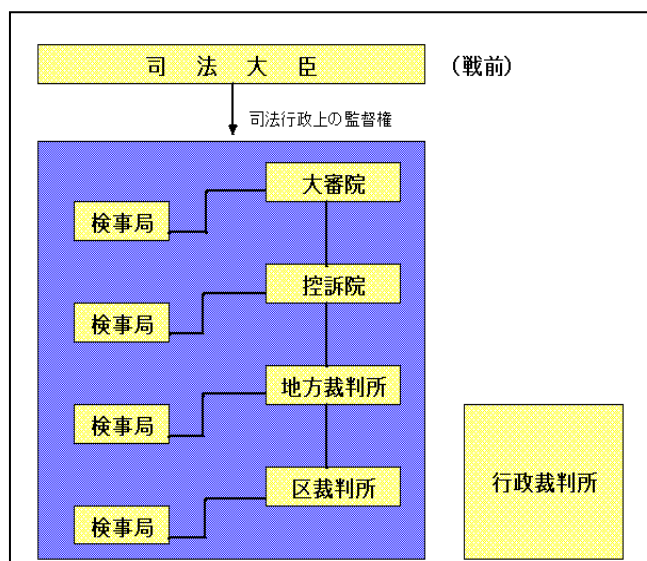 司法大臣
(戦前)
司法行政上の監督権
大審院
検事局
控訴院
検事局
地方裁判所
検事局
区裁判所
検事局
行政裁判所